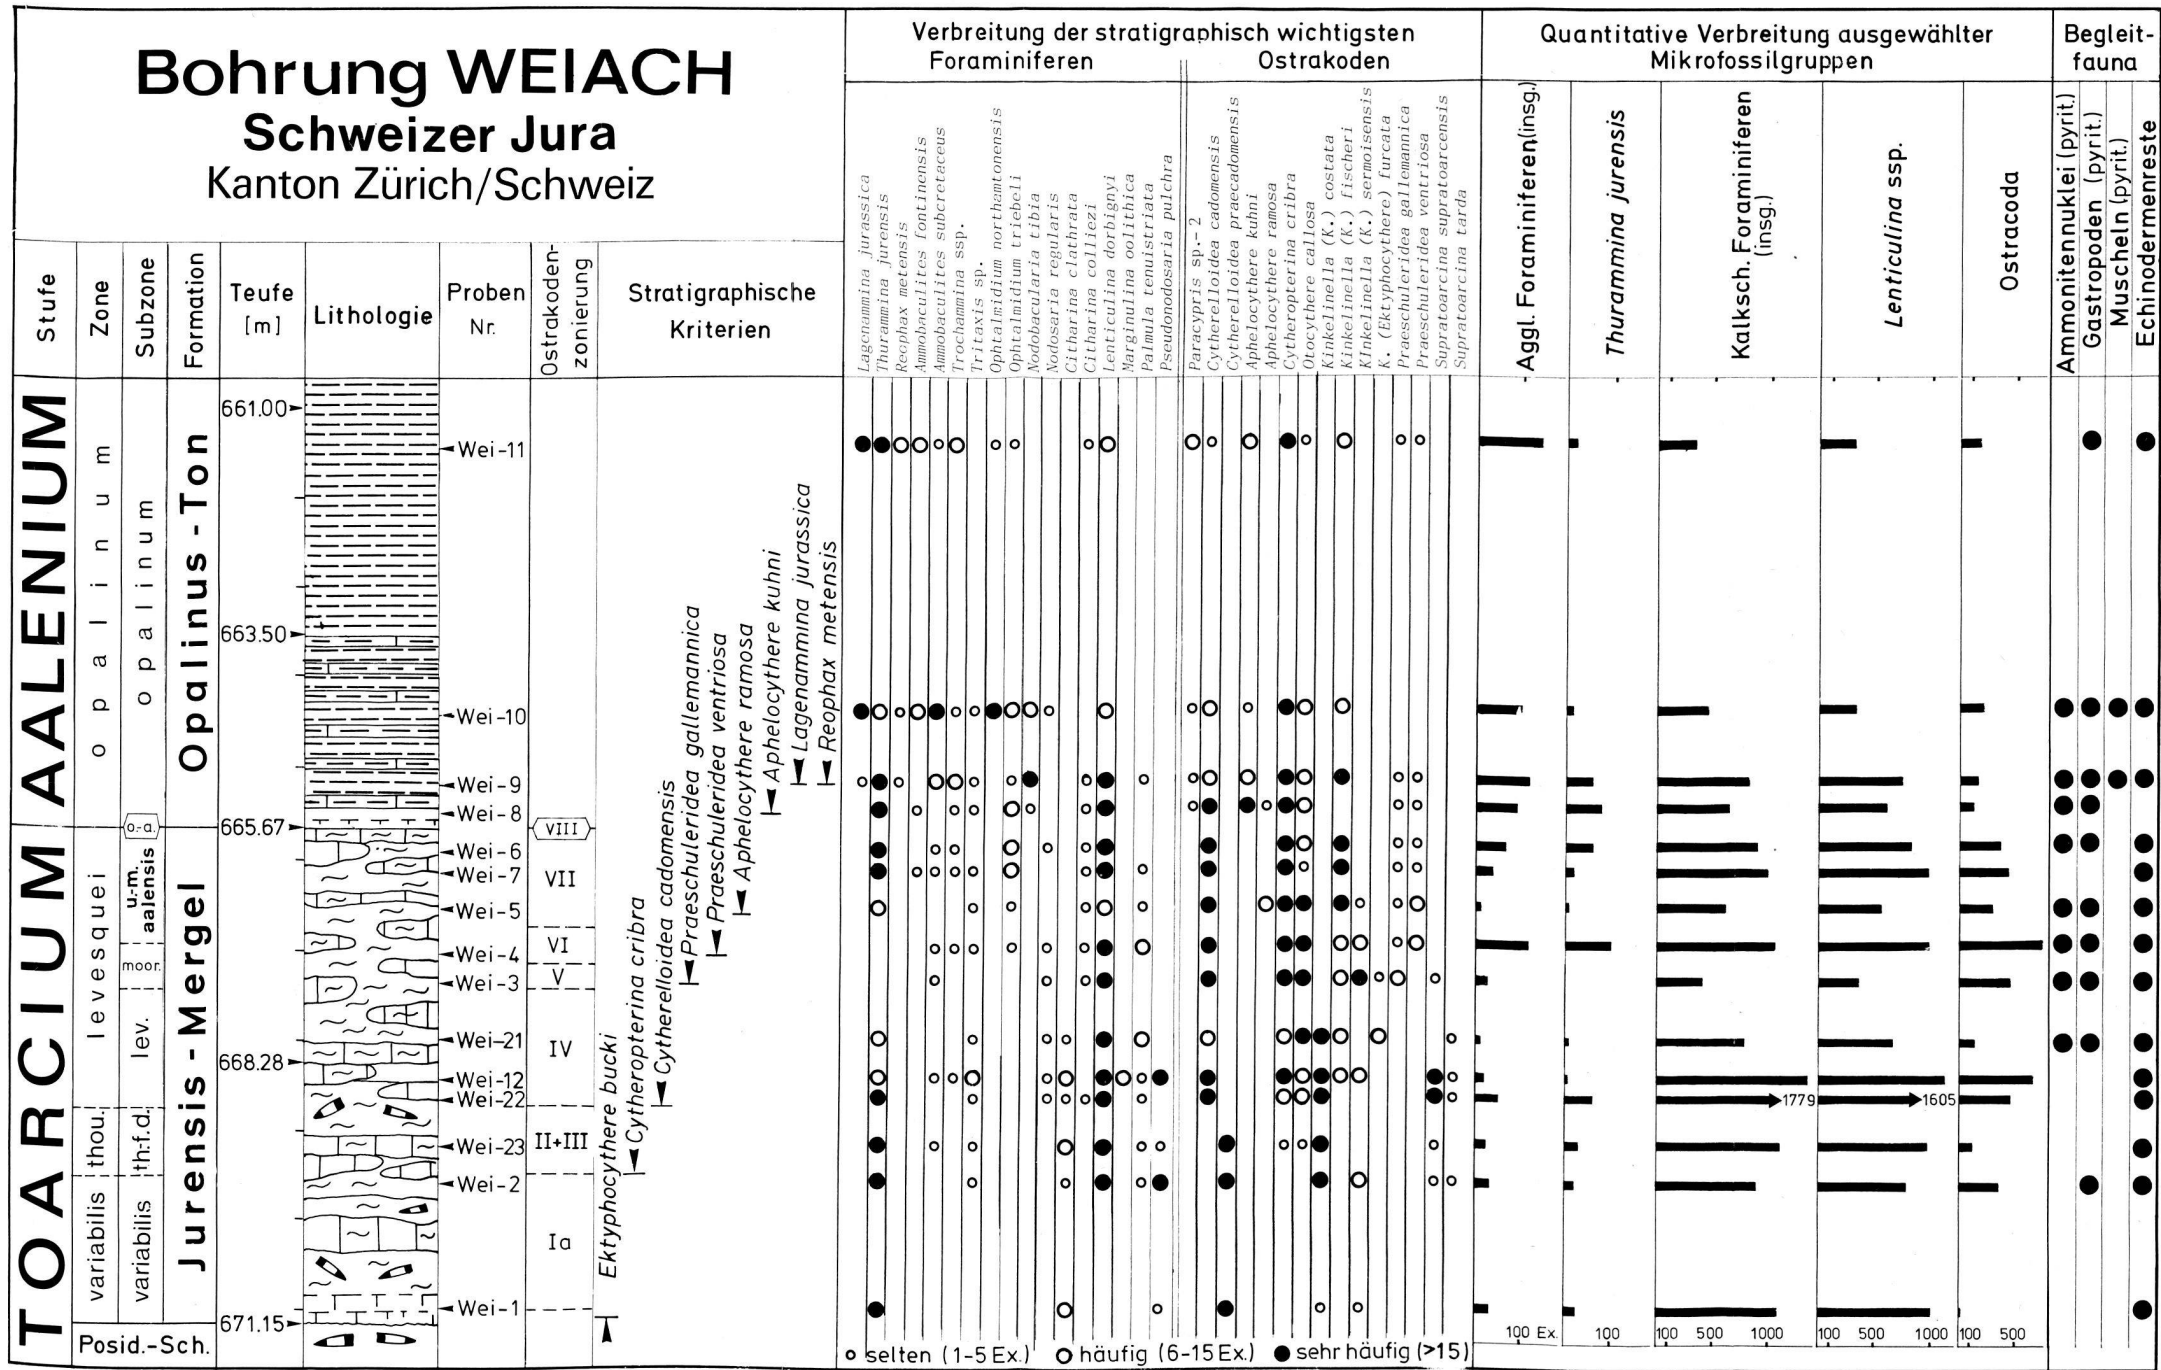 Bohrung WEIACH
Schweizer Jura
Kanton Zürich/Schweiz
Verbreitung der stratigraphisch wichtigsten
Foraminiferen
Ostrakoden
Quantitative Verbreitung ausgewählter
Mikrofossilgruppen
Begleit-
fauna
Stufe
Zone
Subzone
Formation
Teufe
[m]
Lithologie
Proben
Nr.
Ostrakoden-
zonierung
Stratigraphische
Kriterien
Lagenammina jurassica
Thurammina jurensis
Reophax metensis
Ammobaculites fontinensis
Ammobaculites subcretaceus
Trochammina ssp.
Tritaxis sp.
Ophtalmidium northamtonensis
Ophtalmidium triebeli
Nodobacularia tibia
Nodosaria regularis
Citharina clathrata
Citharina colliezi
Lenticulina dorbignyi
Marginulina oolithica
Palmula tenuistriata
Pseudonodosaria pulchra
Paracypris sp.-2
Cytherelloidea cadomensis
Cytherelloidea praecadomensis
Aphelocythere kuhni
Aphelocythere ramosa
Cytheropterina cribra
Otocythere callosa
Kinkelinella (K.) costata
Kinkelinella (K.) fischeri
KInkelinella (K.) sermoisensis
K. (Ektyphocythere) furcata
Praeschuleridea gallemannica
Praeschuleridea ventriosa
Supratoarcina supratoarcensis
Supratoarcina tarda
Aggl. Foraminiferen(insg.)
Thurammina jurensis
Kalksch. Foraminiferen
(insg.)
Lenticulina ssp.
Ostracoda
Ammonitennuklei (pyrit.)
Gastropoden (pyrit.)
Muscheln (pyrit.)
Echinodermenreste
AALENIUM
TOARCIUM
opalinum
levesquei
thou.
variabilis
opalinum
o.-a.
u.-m.
aalensis
moor.
lev.
th.-f.d.
variabilis
Opalinus-Ton
Jurensis-Mergel
Posid.-Sch.
661.00
663.50
665.67
668.28
671.15
Wei-11
Wei-10
Wei-9
Wei-8
Wei-6
Wei-7
Wei-5
Wei-4
Wei-3
Wei-21
Wei-12
Wei-22
Wei-23
Wei-2
Wei-1
VIII
VII
VI
V
IV
II+III
Ia
Ektyphocythere bucki
Cytheropterina cribra
Cytherelloidea cadomensis
Praeschuleridea gallemannica
Praeschuleridea ventriosa
Aphelocythere ramosa
Aphelocythere kuhni
Lagenammina jurassica
Reophax metensis
1779
1605
100 Ex.
100
100 500 1000
100 500 1000
100 500
selten (1-5 Ex.) häufig (6-15 Ex.) sehr häufig (>15)